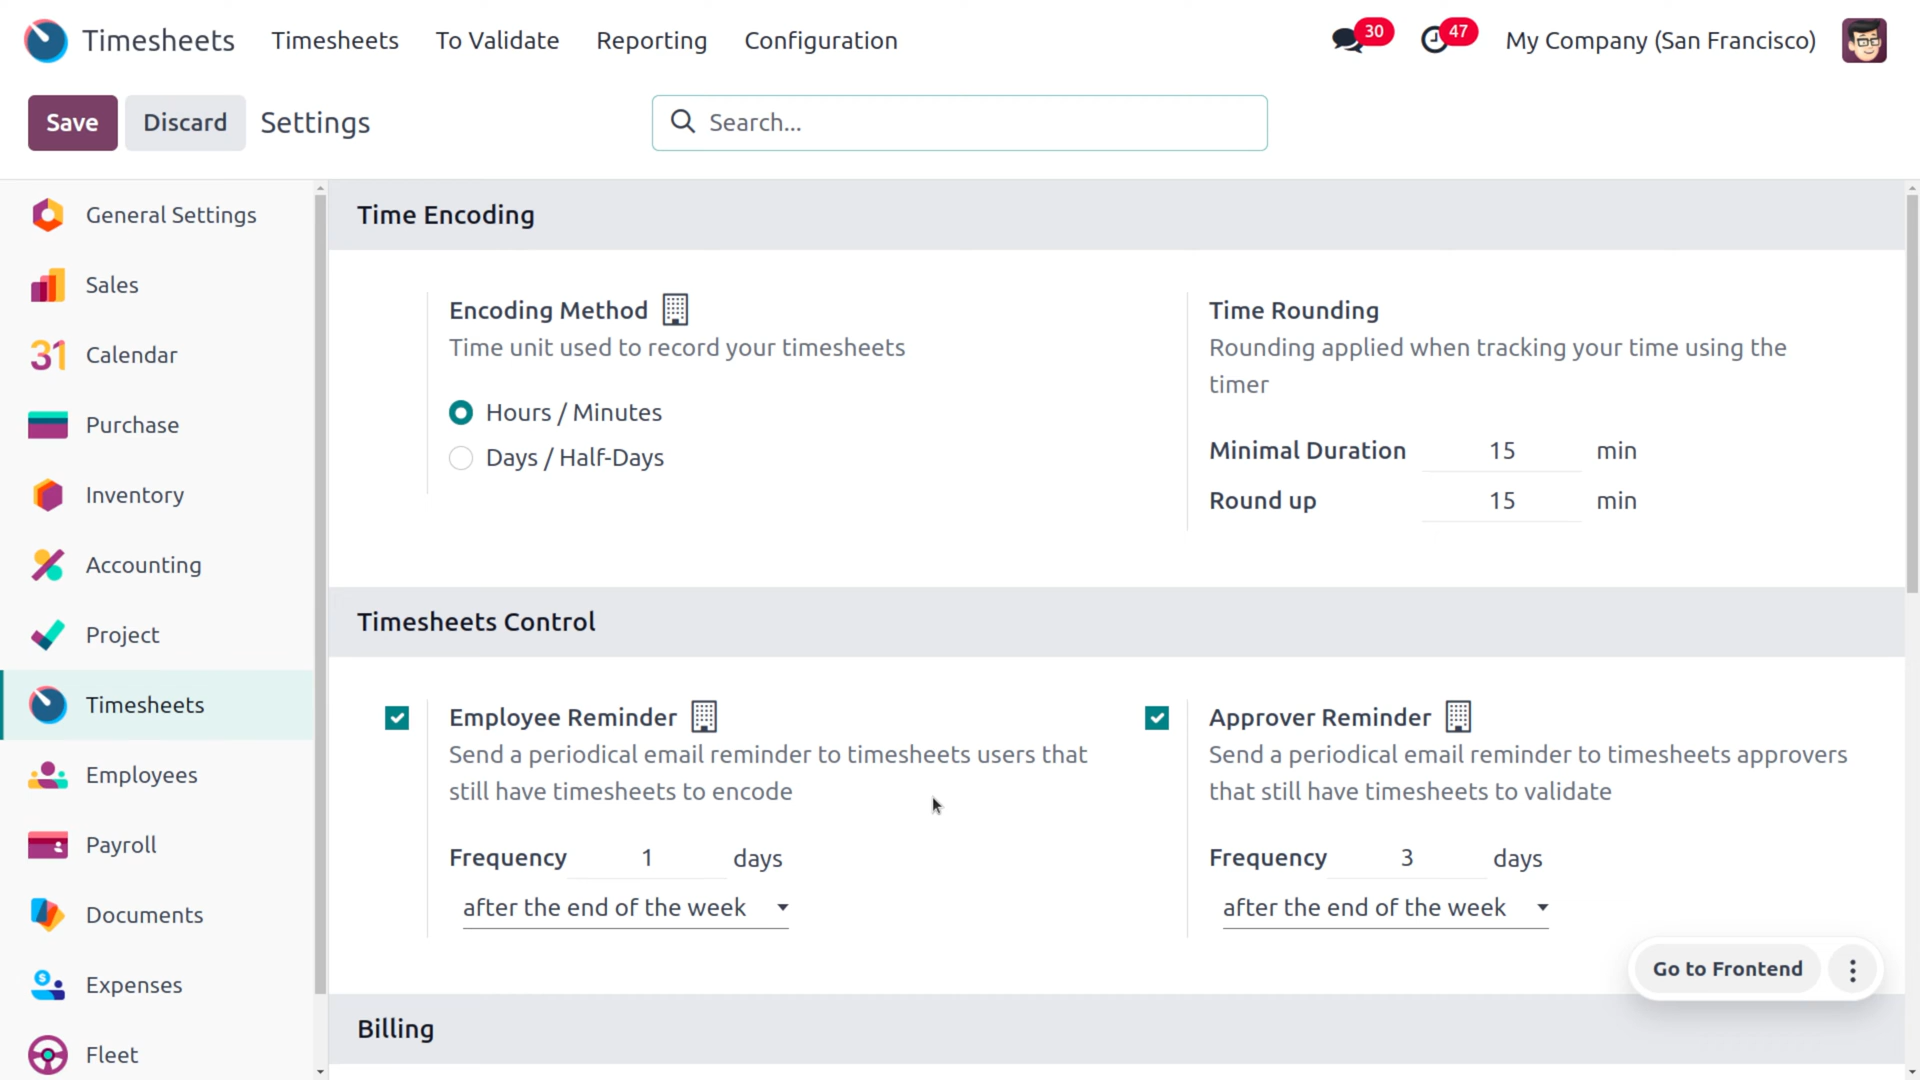 Timesheets Timesheets To Validate Reporting Configuration 30 47 My Company (San Francisco)
Save Discard Settings Search...
General Settings
Sales
31 Calendar
Purchase
Inventory
Accounting
Project
Timesheets
Employees
Payroll
Documents
$ Expenses
Fleet
Time Encoding
Encoding Method
Time unit used to record your timesheets
Hours / Minutes
Days / Half-Days
Time Rounding
Rounding applied when tracking your time using the
timer
Minimal Duration 15 min
Round up 15 min
Timesheets Control
Employee Reminder
Send a periodical email reminder to timesheets users that
still have timesheets to encode
Frequency 1 days
after the end of the week
Approver Reminder
Send a periodical email reminder to timesheets approvers
that still have timesheets to validate
Frequency 3 days
after the end of the week
Go to Frontend
Billing